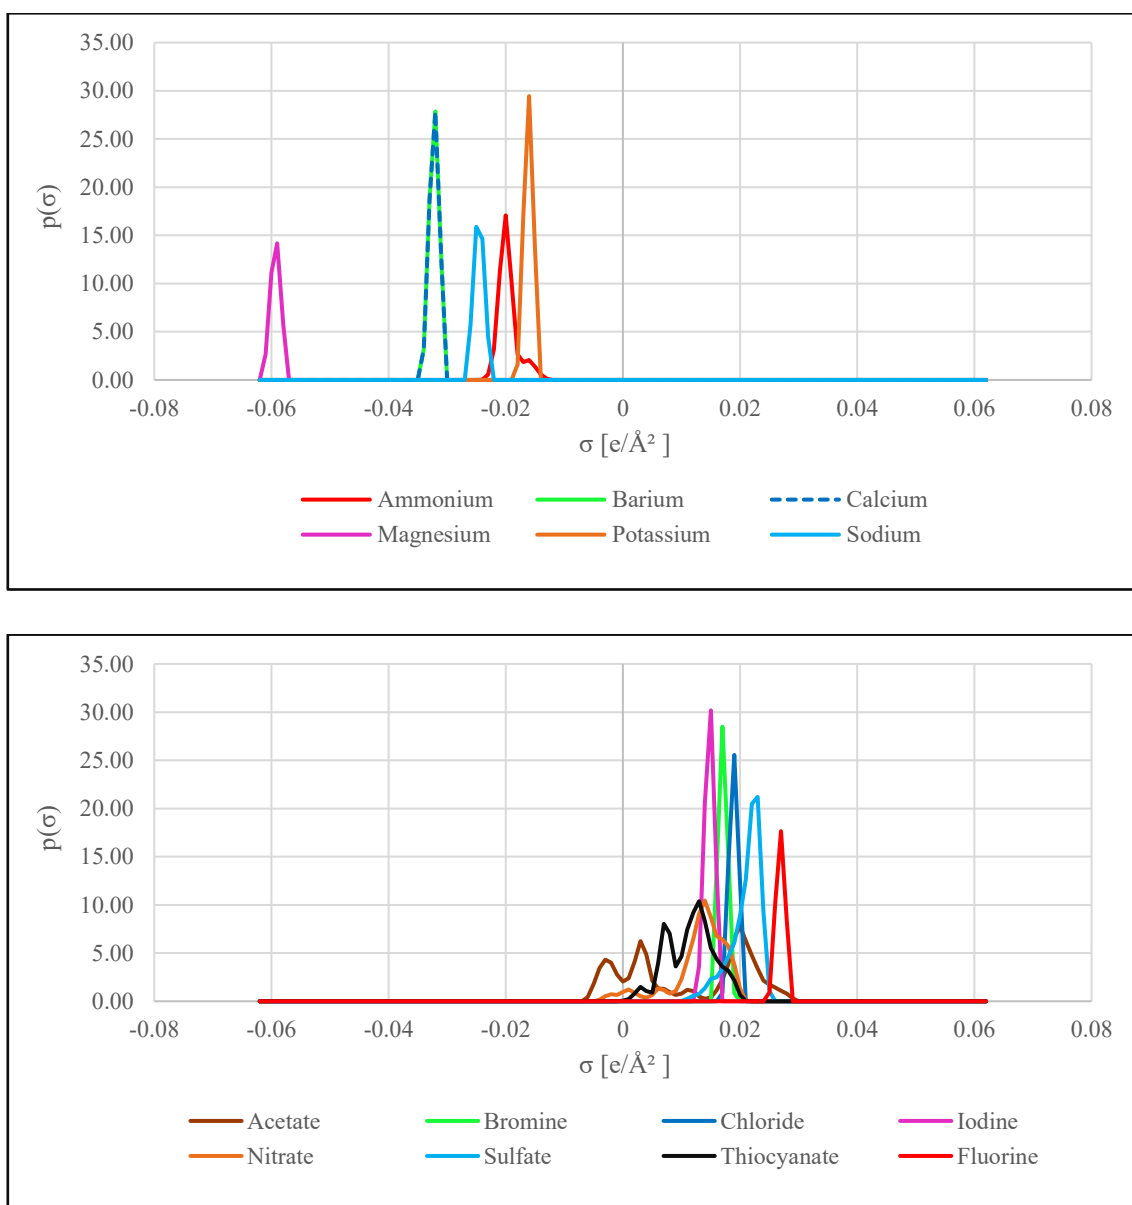 35.00
30.00
25.00
20.00
15.00
10.00
5.00
0.00
p(σ)
-0.08 -0.06 -0.04 -0.02 0 0.02 0.04 0.06 0.08
σ [e/Å² ]
Ammonium Barium Calcium
Magnesium Potassium Sodium
35.00
30.00
25.00
20.00
15.00
10.00
5.00
0.00
p(σ)
-0.08 -0.06 -0.04 -0.02 0 0.02 0.04 0.06 0.08
σ [e/Å² ]
Acetate Bromine Chloride Iodine
Nitrate Sulfate Thiocyanate Fluorine